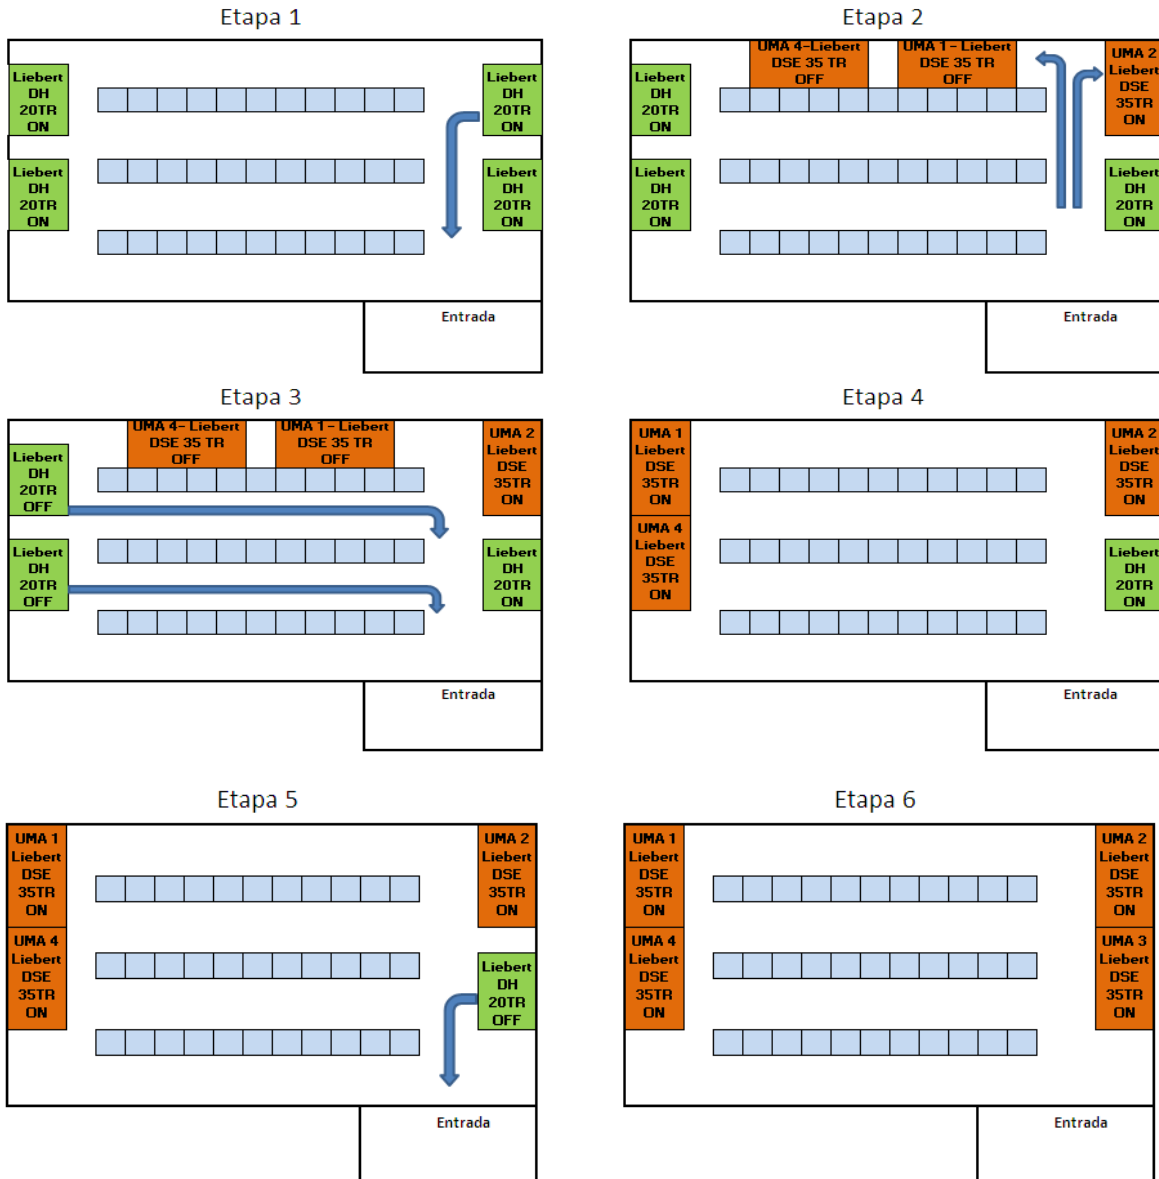 Etapa 1
Liebert
DH
20TR
ON
Liebert
DH
20TR
ON
Liebert
DH
20TR
ON
Liebert
DH
20TR
ON
Entrada
Etapa 2
UMA 4-Liebert
DSE 35 TR
OFF
UMA 1 - Liebert
DSE 35 TR
OFF
UMA 2
Liebert
DSE
35TR
ON
Liebert
DH
20TR
ON
Liebert
DH
20TR
ON
Liebert
DH
20TR
ON
Entrada
Etapa 3
UMA 4- Liebert
DSE 35 TR
OFF
UMA 1 - Liebert
DSE 35 TR
OFF
UMA 2
Liebert
DSE
35TR
ON
Liebert
DH
20TR
OFF
Liebert
DH
20TR
OFF
Liebert
DH
20TR
ON
Entrada
Etapa 4
UMA 1
Liebert
DSE
35TR
ON
UMA 4
Liebert
DSE
35TR
ON
UMA 2
Liebert
DSE
35TR
ON
Liebert
DH
20TR
ON
Entrada
Etapa 5
UMA 1
Liebert
DSE
35TR
ON
UMA 4
Liebert
DSE
35TR
ON
UMA 2
Liebert
DSE
35TR
ON
Liebert
DH
20TR
OFF
Entrada
Etapa 6
UMA 1
Liebert
DSE
35TR
ON
UMA 4
Liebert
DSE
35TR
ON
UMA 2
Liebert
DSE
35TR
ON
UMA 3
Liebert
DSE
35TR
ON
Entrada